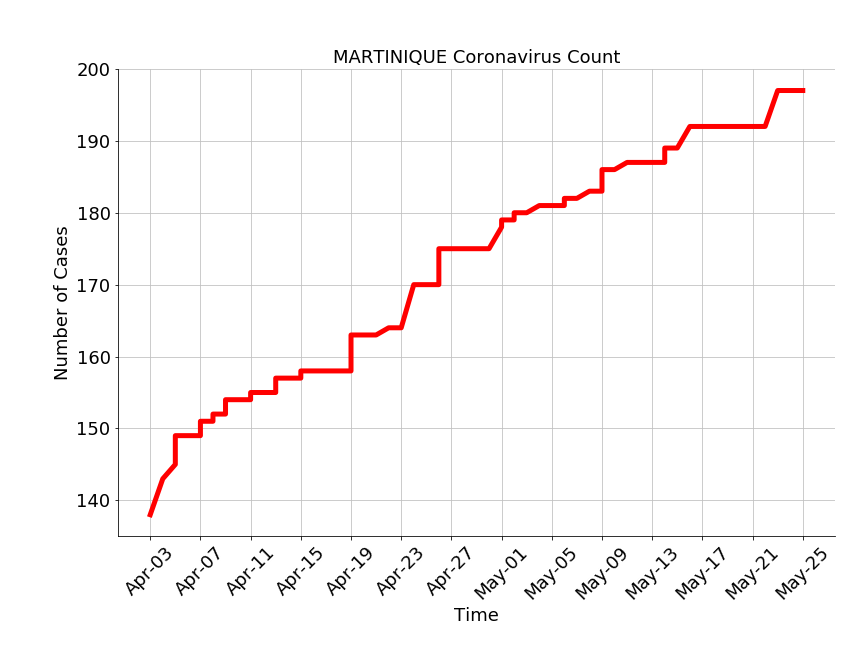 MARTINIQUE Coronavirus Count
200
190
180
170
160
150
140
Number of Cases
Apr-03
Apr-07
Apr-11
Apr-15
Apr-19
Apr-23
Apr-27
May-01
May-05
May-09
May-13
May-17
May-21
May-25
Time